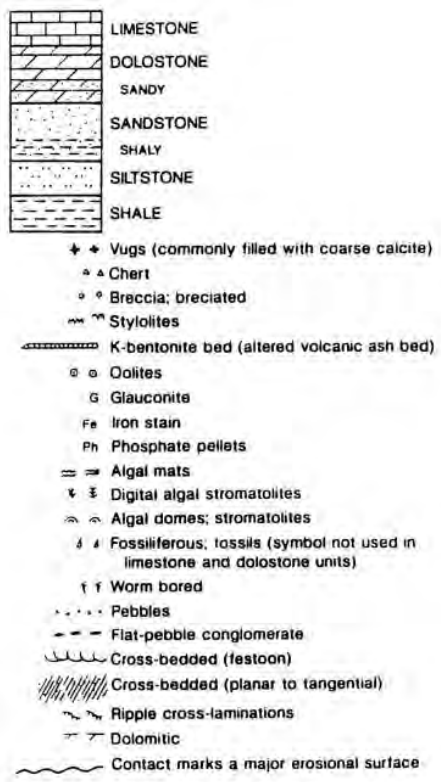 LIMESTONE
DOLOSTONE
SANDY
SANDSTONE
SHALY
SILTSTONE
SHALE
Vugs (commonly filled with coarse calcite)
Chert
Breccia; breciated
Stylolites
K-bentonite bed (altered volcanic ash bed)
Oolites
G Glauconite
Fe Iron stain
Ph Phosphate pellets
Algal mats
Digital algal stromatolites
Algal domes; stromatolites
Fossiliferous; fossils (symbol not used in
limestone and dolostone units)
Worm bored
Pebbles
Flat-pebble conglomerate
Cross-bedded (festoon)
Cross-bedded (planar to tangential)
Ripple cross-laminations
Dolomitic
Contact marks a major erosional surface